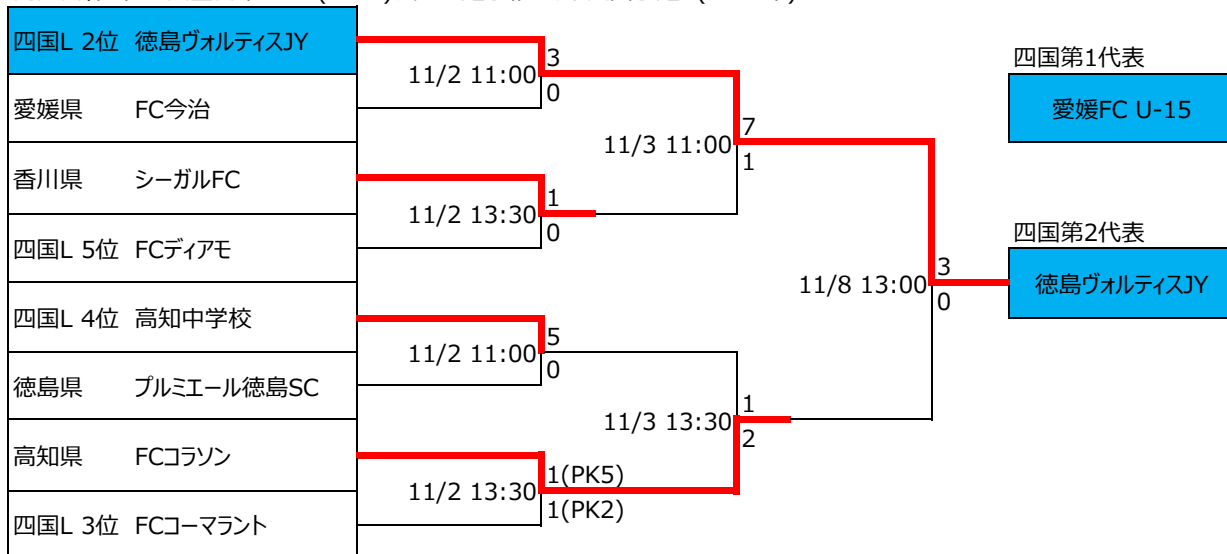 四国L 2位 徳島ヴォルティスJY
愛媛県 FC今治
香川県 シーガルFC
四国L 5位 FCディアモ
四国L 4位 高知中学校
徳島県 プルミエール徳島SC
高知県 FCコラソン
四国L 3位 FCコーマラント
11/2 11:00
3
0
11/2 13:30
1
0
11/2 11:00
5
0
11/2 13:30
1(PK5)
1(PK2)
11/3 11:00
7
1
11/3 13:30
1
2
11/8 13:00
3
0
四国第1代表
愛媛FC U-15
四国第2代表
徳島ヴォルティスJY